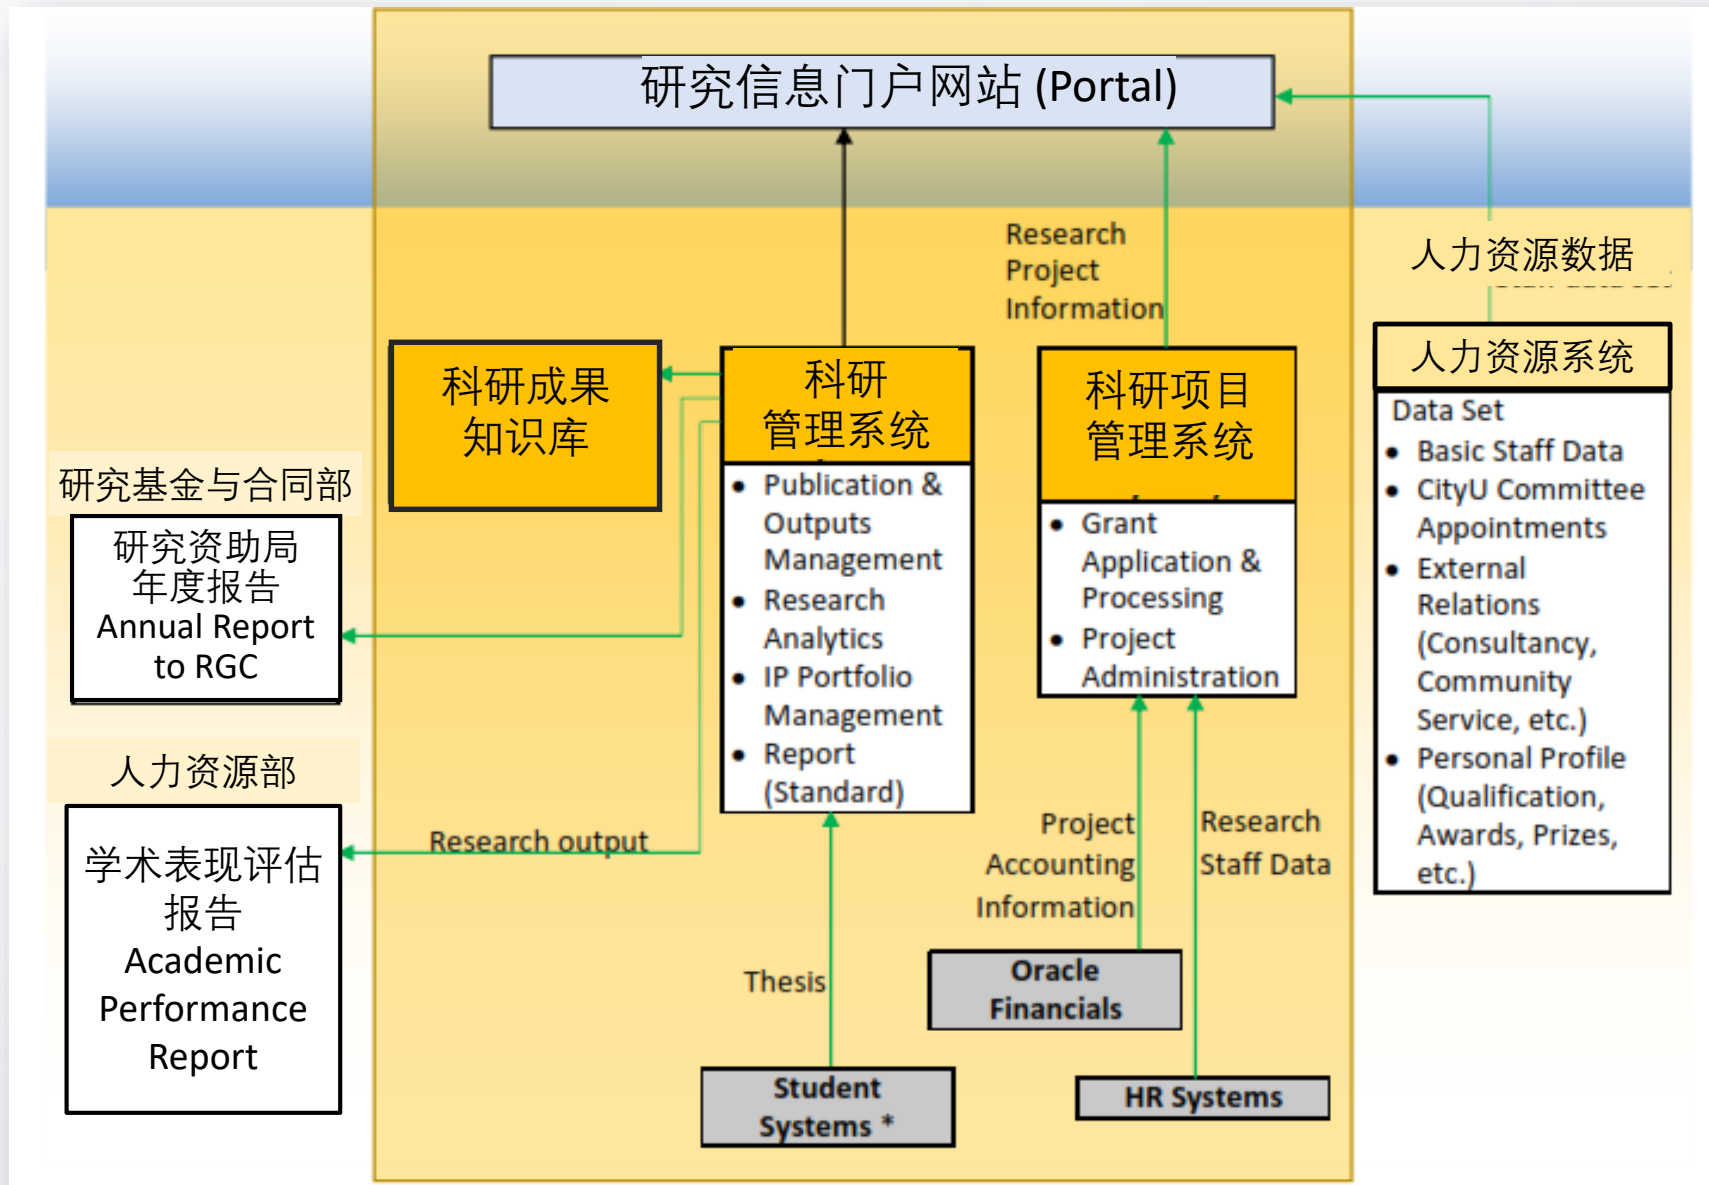 研究信息门户网站 (Portal)
Research
Project
Information
人力资源数据
科研成果
知识库
科研
管理系统
科研项目
管理系统
人力资源系统
研究基金与合同部
研究资助局
年度报告
Annual Report
to RGC
人力资源部
学术表现评估
报告
Academic
Performance
Report
Research output
• Publication &
Outputs
Management
• Research
Analytics
• IP Portfolio
Management
• Report
(Standard)
• Grant
Application &
Processing
• Project
Administration
Data Set
• Basic Staff Data
• CityU Committee
Appointments
• External
Relations
(Consultancy,
Community
Service, etc.)
• Personal Profile
(Qualification,
Awards, Prizes,
etc.)
Project
Accounting
Information
Research
Staff Data
Thesis
Oracle
Financials
Student
Systems *
HR Systems